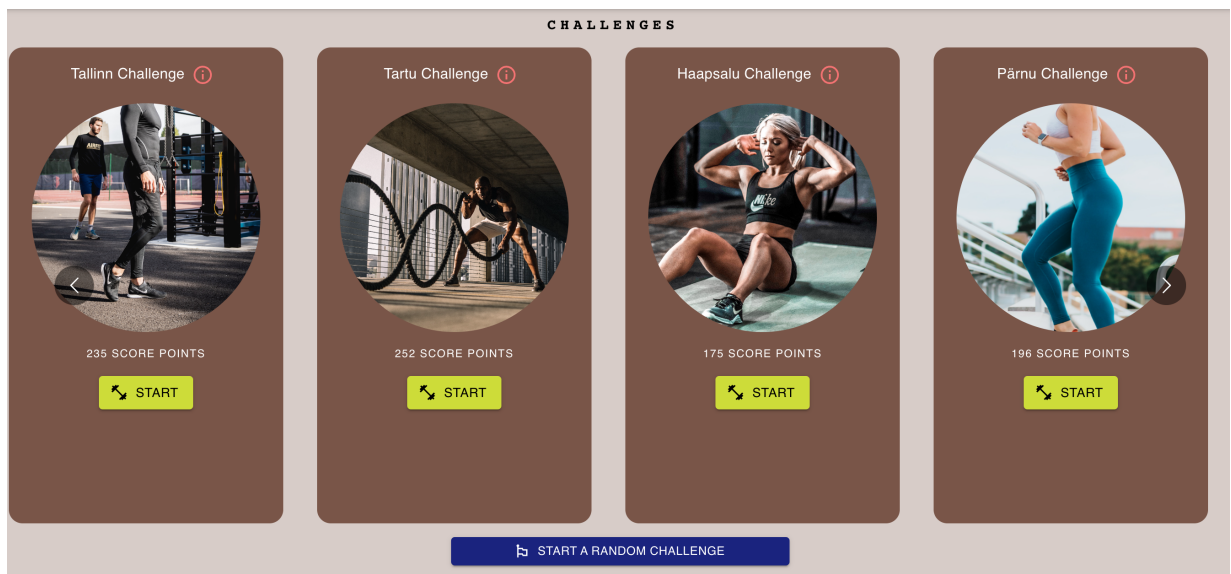 CHALLENGES
Tallinn Challenge
Tartu Challenge
Haapsalu Challenge
Pärnu Challenge
Nike
235 SCORE POINTS
252 SCORE POINTS
175 SCORE POINTS
196 SCORE POINTS
START
START
START
START
START A RANDOM CHALLENGE